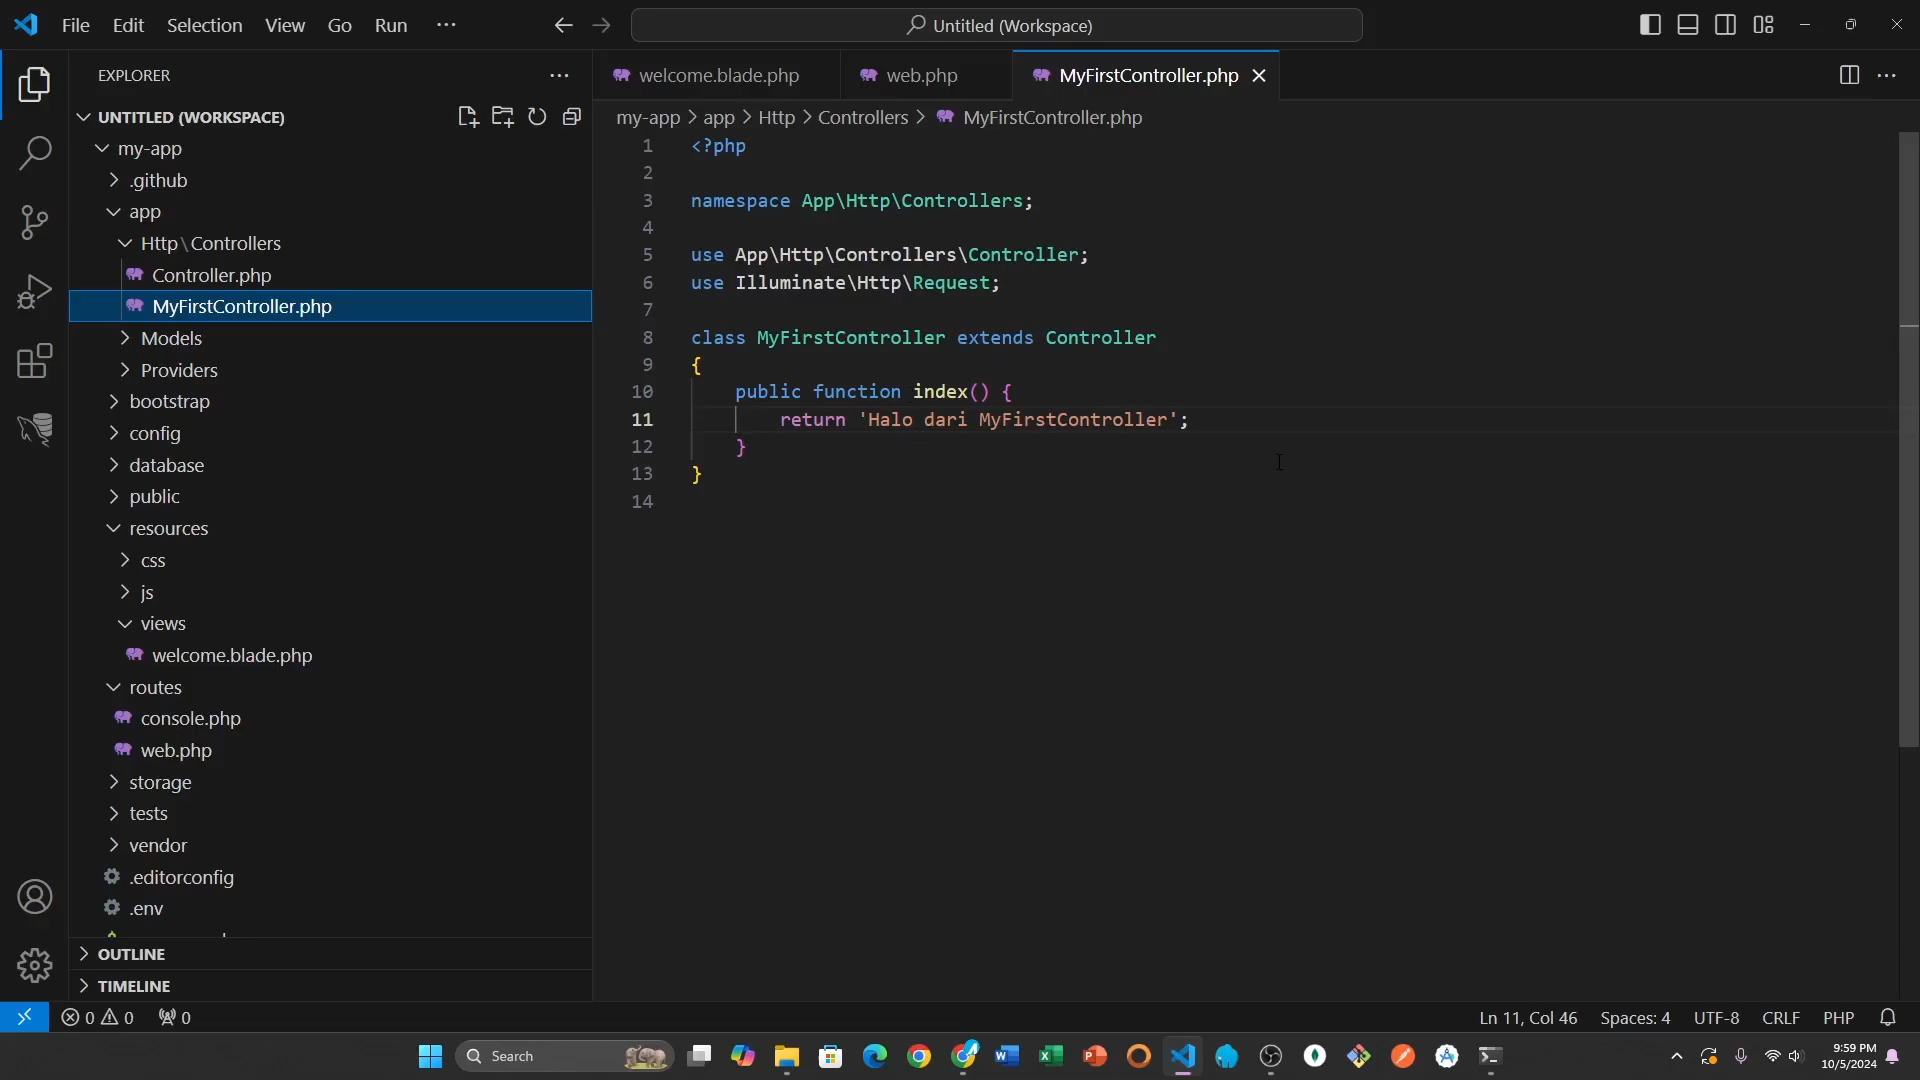 File Edit Selection View Go Run ···
Untitled (Workspace)
EXPLORER
UNTITLED (WORKSPACE)
my-app
.github
app
Http\Controllers
Controller.php
MyFirstController.php
Models
Providers
bootstrap
config
database
public
resources
css
js
views
welcome.blade.php
routes
console.php
web.php
storage
tests
vendor
.editorconfig
.env
OUTLINE
TIMELINE
welcome.blade.php web.php MyFirstController.php
my-app > app > Http > Controllers > MyFirstController.php
1 <?php
2
3 namespace App\Http\Controllers;
4
5 use App\Http\Controllers\Controller;
6 use Illuminate\Http\Request;
7
8 class MyFirstController extends Controller
9 {
10 public function index() {
11 return 'Halo dari MyFirstController';
12 }
13 }
14
0 0 0
Ln 11, Col 46 Spaces: 4 UTF-8 CRLF PHP
Search
9:59 PM
10/5/2024